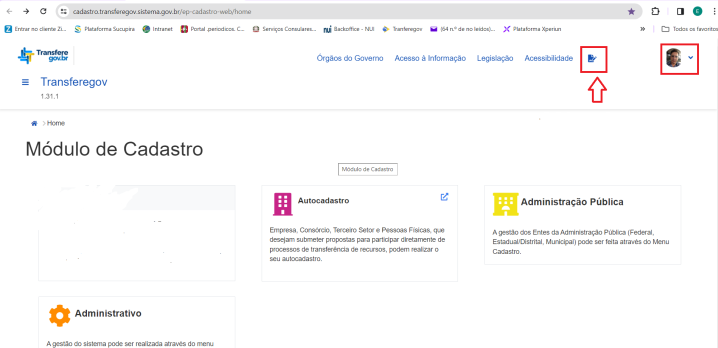 cadastro.transferegov.sistema.gov.br/ep-cadastro-web/home
Entrar no cliente Zi... Plataforma Sucupira Intranet Portal .periodicos. C... Serviços Consulares... nui Backoffice - NUI Tranferegov (64 n.º de no leidos)... Plataforma Xperiun » Todos os favoritos
Transfere
gov.br
Órgãos do Governo Acesso à Informação Legislação Acessibilidade
Transferegov
1.31.1
> Home
Módulo de Cadastro
Módulo de Cadastro
Autocadastro
Empresa, Consórcio, Terceiro Setor e Pessoas Físicas, que
desejam submeter propostas para participar diretamente de
processos de transferência de recursos, podem realizar o
seu autocadastro.
Administração Pública
A gestão dos Entes da Administração Pública (Federal,
Estadual/Distrital, Municipal) pode ser feita através do Menu
Cadastro.
Administrativo
A gestão do sistema pode ser realizada através do menu